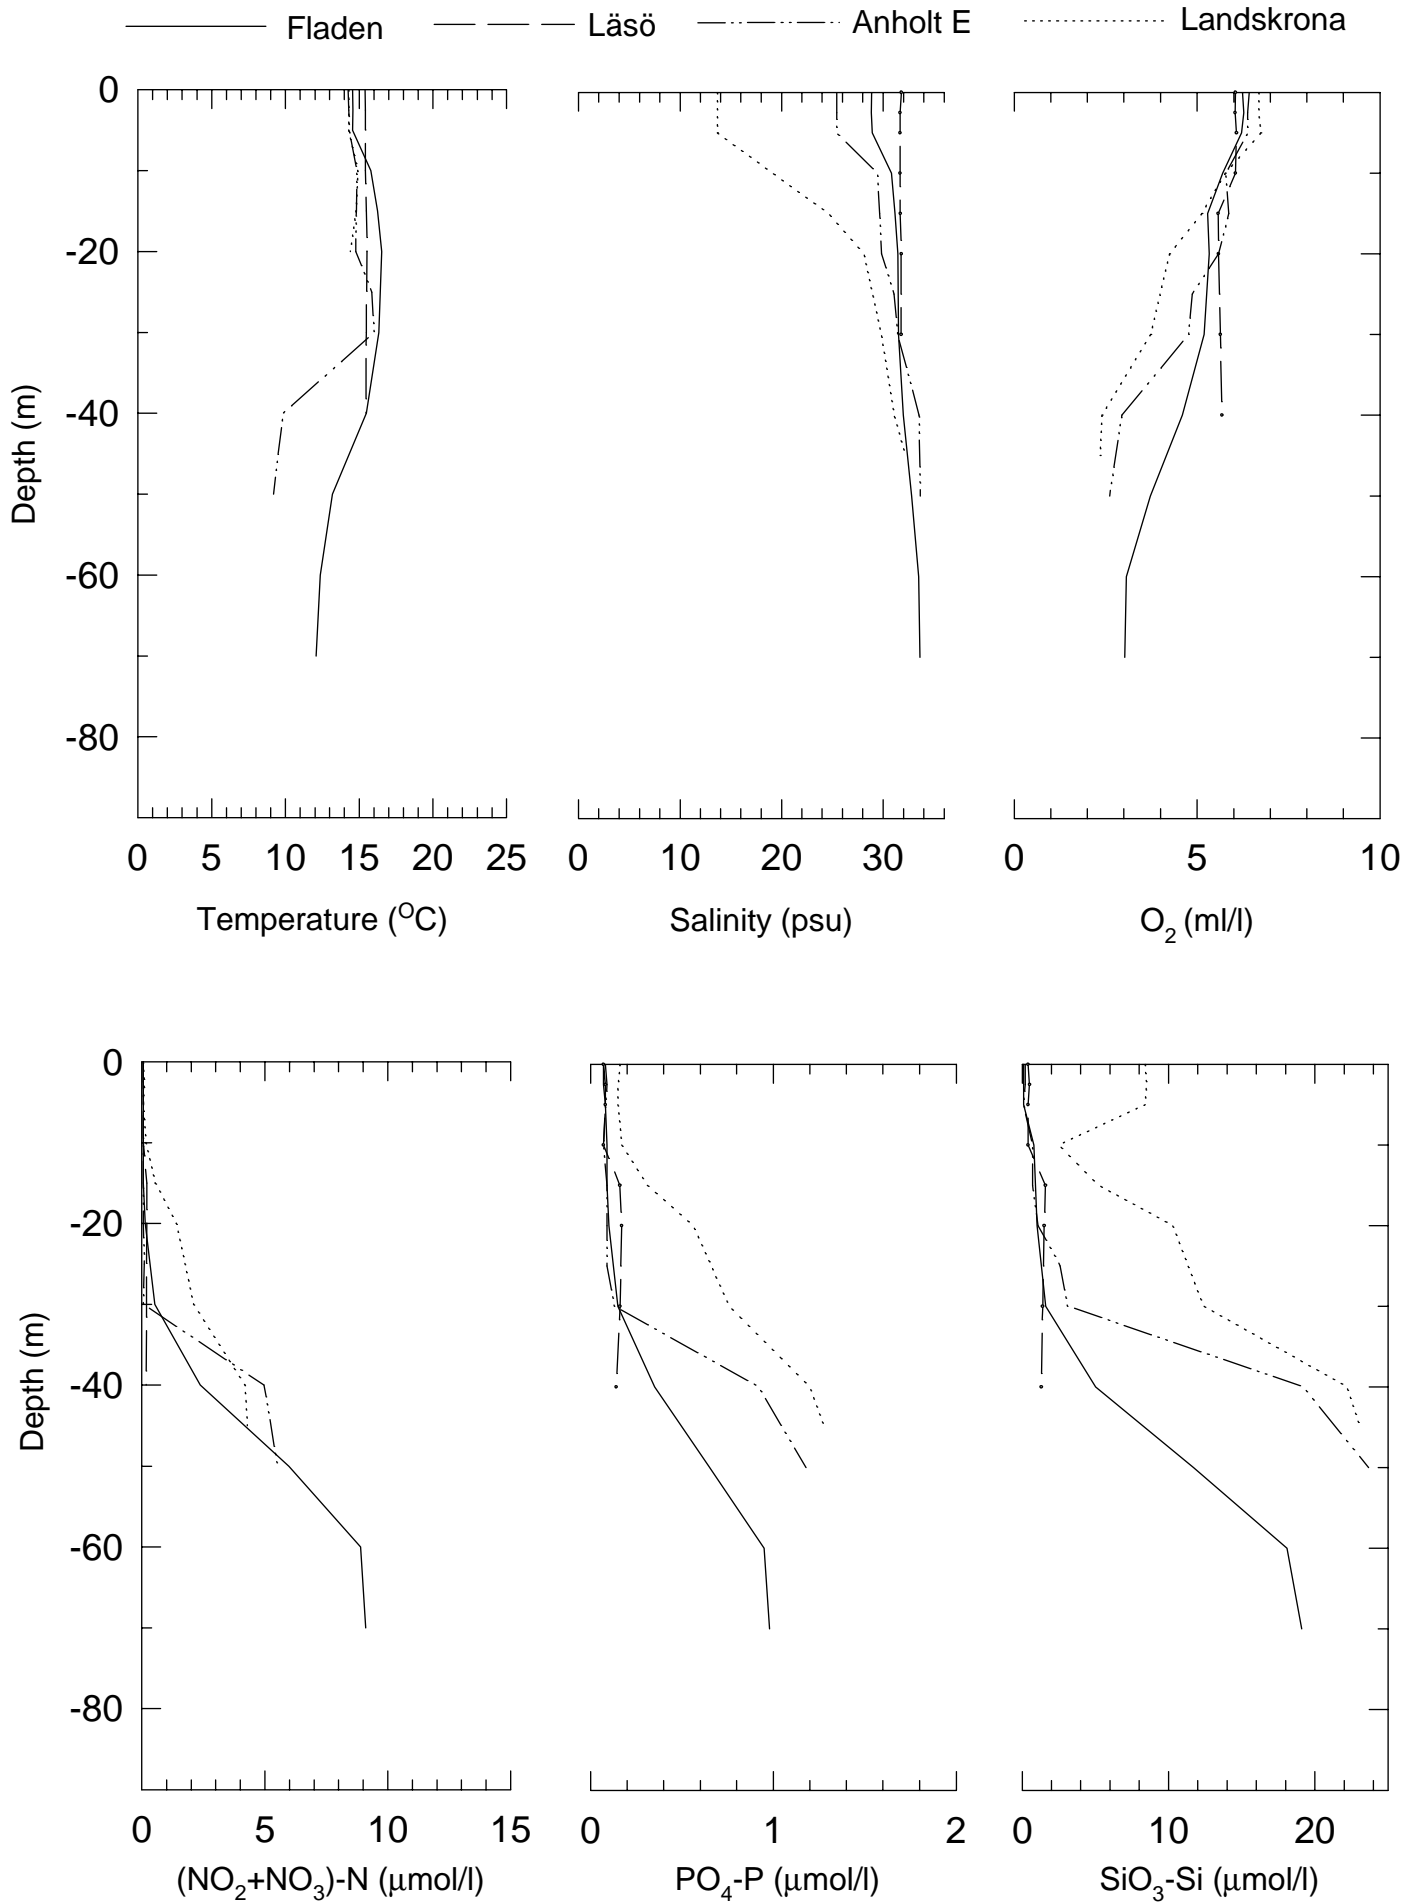 Fladen Läsö Anholt E Landskrona
0
-20
-40
-60
-80
Depth (m)
0 5 10 15 20 25 0 10 20 30 0 5 10
Temperature (OC) Salinity (psu) O2 (ml/l)
0
-20
-40
-60
-80
Depth (m)
0 5 10 15 0 1 2 0 10 20
(NO2+NO3)-N (μmol/l) PO4-P (μmol/l) SiO3-Si (μmol/l)